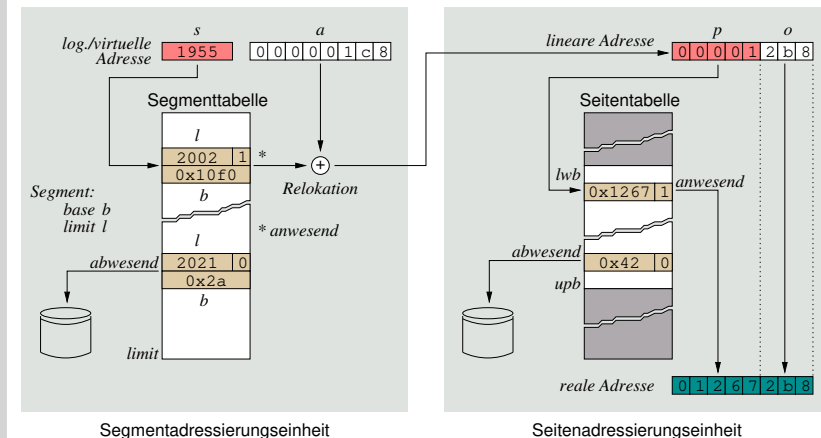 s
a
log./virtuelle
Adresse
1955
0 0 0 0 0 1 c 8
Segmenttabelle
l
2002 1 *
0x10f0
b
+
Relokation
Segment:
base b
limit l
* anwesend
l
abwesend
2021 0
0x2a
b
limit
Segmentadressierungseinheit
p
o
lineare Adresse
0 0 0 0 1 2 b 8
Seitentabelle
lwb
0x1267 1
anwesend
abwesend
0x42 0
upb
reale Adresse
0 1 2 6 7 2 b 8
Seitenadressierungseinheit